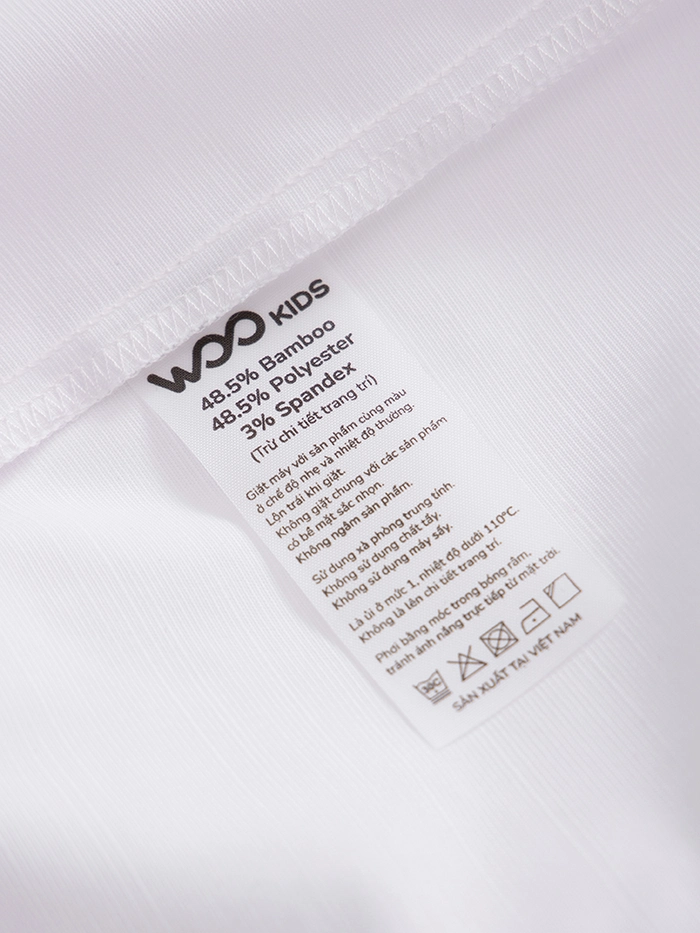 WOO KIDS
48.5% Bamboo
48.5% Polyester
3% Spandex
(Trừ chi tiết trang trí)
Giặt máy với sản phẩm cùng màu
ở chế độ nhẹ và nhiệt độ thường.
Lộn trái khi giặt.
Không giặt chung với các sản phẩm
có bề mặt sắc nhọn.
Không ngâm sản phẩm.
Sử dụng xà phòng trung tính.
Không sử dụng chất tẩy.
Không sử dụng máy sấy.
Là ủi ở mức 1, nhiệt độ dưới 110°C.
Không là lên chi tiết trang trí.
Phơi bằng móc trong bóng râm,
tránh ánh nắng trực tiếp từ mặt trời.
30C
SẢN XUẤT TẠI VIỆT NAM